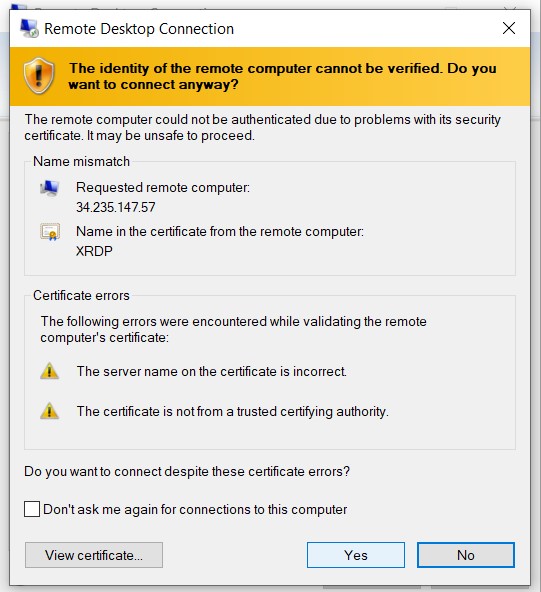 Remote Desktop Connection
The identity of the remote computer cannot be verified. Do you
want to connect anyway?
The remote computer could not be authenticated due to problems with its security
certificate. It may be unsafe to proceed.
Name mismatch
Requested remote computer:
34.235.147.57
Name in the certificate from the remote computer:
XRDP
Certificate errors
The following errors were encountered while validating the remote
computer's certificate:
The server name on the certificate is incorrect.
The certificate is not from a trusted certifying authority.
Do you want to connect despite these certificate errors?
Don't ask me again for connections to this computer
View certificate...
Yes
No